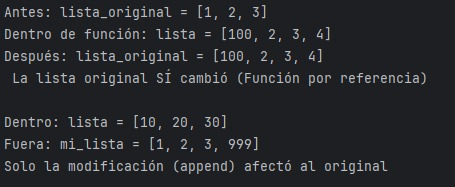 Antes: lista_original = [1, 2, 3]
Dentro de función: lista = [100, 2, 3, 4]
Después: lista_original = [100, 2, 3, 4]
 La lista original SÍ cambió (Función por referencia)

Dentro: lista = [10, 20, 30]
Fuera: mi_lista = [1, 2, 3, 999]
Solo la modificación (append) afectó al original